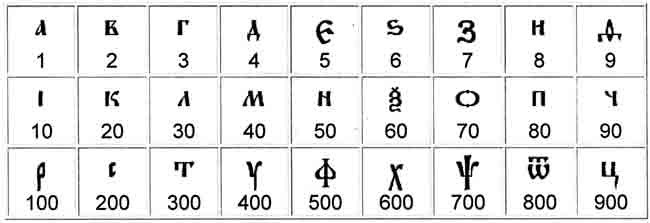 А В Г Д Є Ѕ З И Ѳ
1 2 3 4 5 6 7 8 9
І К Л М Н Ѯ О П Ч
10 20 30 40 50 60 70 80 90
Р С Т Ѵ Ф Х Ѱ Ѿ Ц
100 200 300 400 500 600 700 800 900